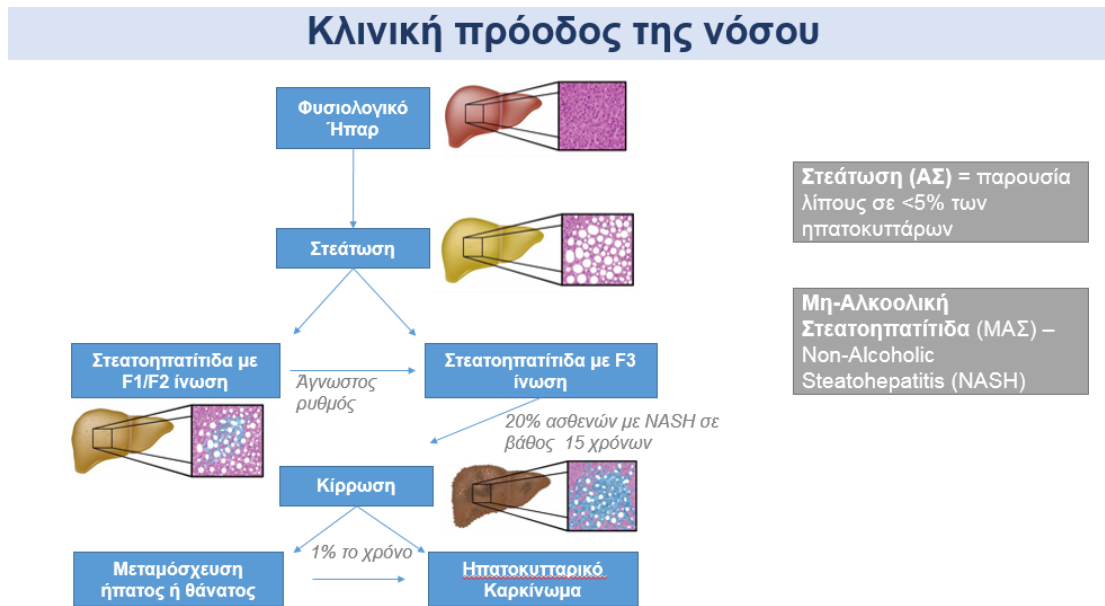 Κλινική πρόοδος της νόσου
Φυσιολογικό
Ήπαρ
Στεάτωση (ΑΣ) = παρουσία
λίπους σε <5% των
ηπατοκυττάρων
Στεάτωση
Μη-Αλκοολική
Στεατοηπατίτιδα (ΜΑΣ) –
Non-Alcoholic
Steatohepatitis (NASH)
Στεατοηπατίτιδα με
F1/F2 ίνωση
Άγνωστος
ρυθμός
Στεατοηπατίτιδα με F3
ίνωση
20% ασθενών με NASH σε
βάθος 15 χρόνων
Κίρρωση
1% το χρόνο
Μεταμόσχευση
ήπατος ή θάνατος
Ηπατοκυτταρικό
Καρκίνωμα